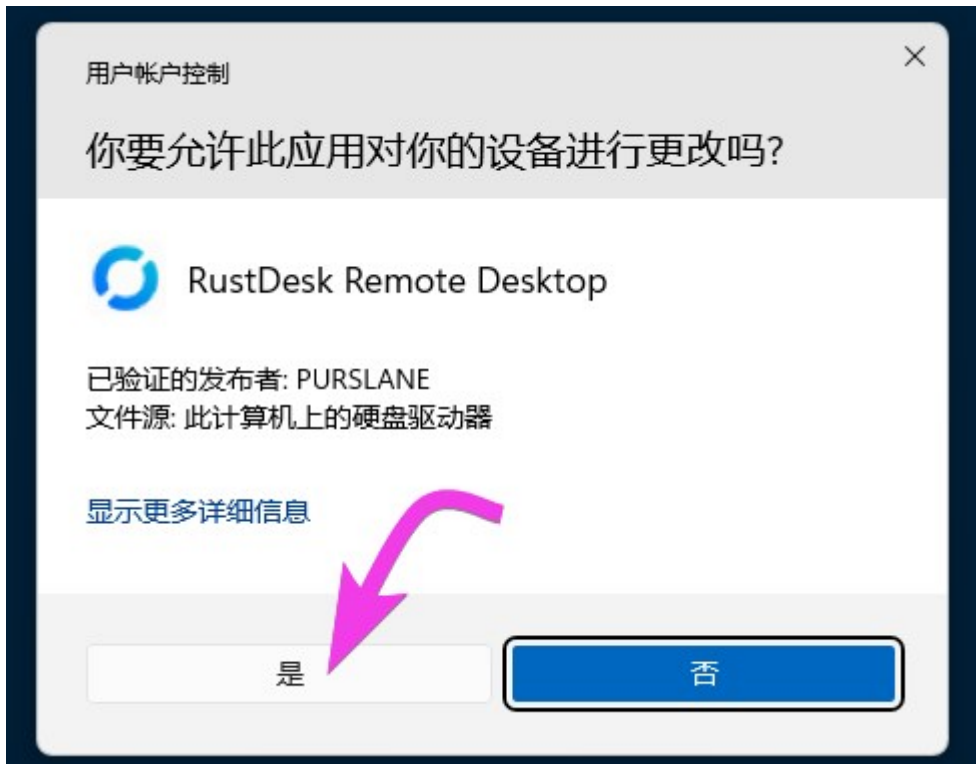 用户帐户控制
你要允许此应用对你的设备进行更改吗?
RustDesk Remote Desktop
已验证的发布者: PURSLANE
文件源: 此计算机上的硬盘驱动器
显示更多详细信息
是
否